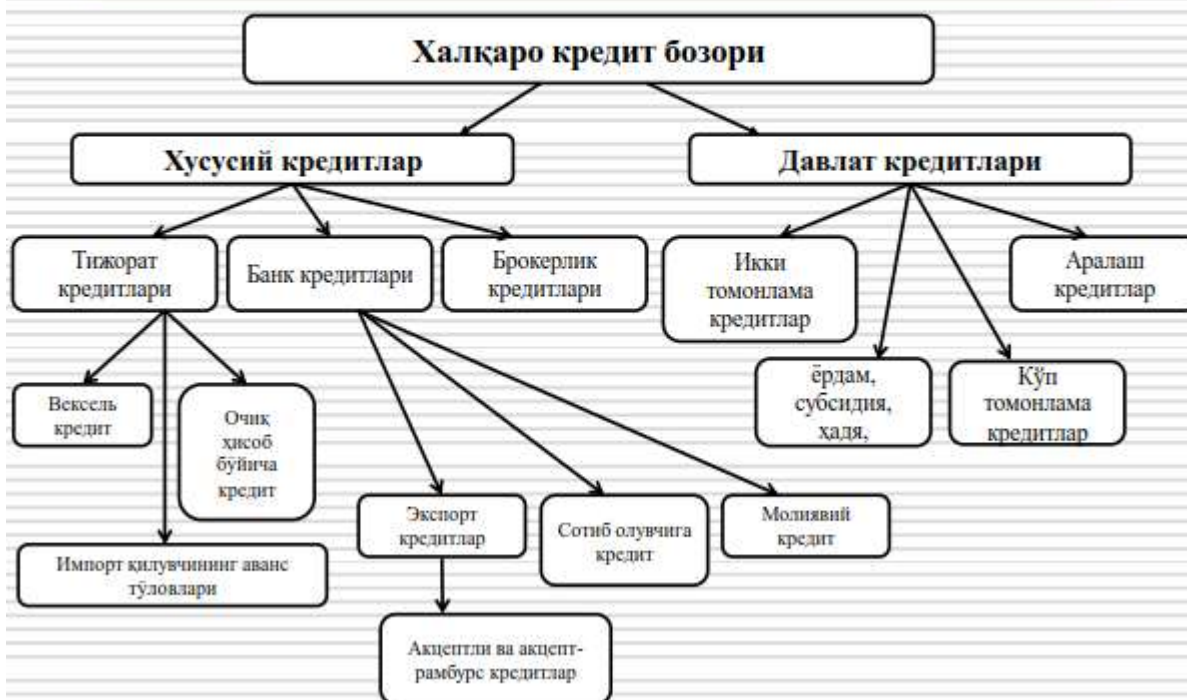 Халқаро кредит бозори
Хусусий кредитлар
Давлат кредитлари
Тижорат
кредитлари
Банк кредитлари
Брокерлик
кредитлари
Икки
томонлама
кредитлар
Аралаш
кредитлар
ёрдам,
субсидия,
ҳадя,
Кўп
томонлама
кредитлар
Вексель
кредит
Очиқ
ҳисоб
бўйича
кредит
Экспорт
кредитлар
Сотиб олувчига
кредит
Молиявий
кредит
Импорт қилувчининг аванс
тўловлари
Акцептли ва акцепт-
рамбурс кредитлар